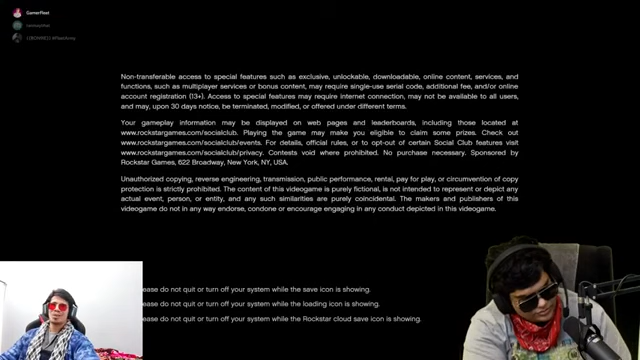 GamerFleet
Non-transferable access to special features such as exclusive, unlockable, downloadable, online content, services, and
functions, such as multiplayer services or bonus content, may require single-use serial code, additional fee, and/or online
account registration (13+). Access to special features may require internet connection, may not be available to all users,
and may, upon 30 days notice, be terminated, modified, or offered under different terms.
Your gameplay information may be displayed on web pages and leaderboards, including those located at
www.rockstargames.com/socialclub. Playing the game may make you eligible to claim some prizes. Check out
www.rockstargames.com/socialclub/events. For details, official rules, or to opt-out of certain Social Club features visit
www.rockstargames.com/socialclub/privacy. Contests void where prohibited. No purchase necessary. Sponsored by
Rockstar Games, 622 Broadway, New York, NY, USA.
Unauthorized copying, reverse engineering, transmission, public performance, rental, pay for play, or circumvention of copy
protection is strictly prohibited. The content of this videogame is purely fictional, is not intended to represent or depict any
actual event, person, or entity, and any such similarities are purely coincidental. The makers and publishers of this
videogame do not in any way endorse, condone or encourage engaging in any conduct depicted in this videogame.
ease do not quit or turn off your system while the save icon is showing.
ease do not quit or turn off your system while the loading icon is showing.
ease do not quit or turn off your system while the Rockstar cloud save icon is showing.